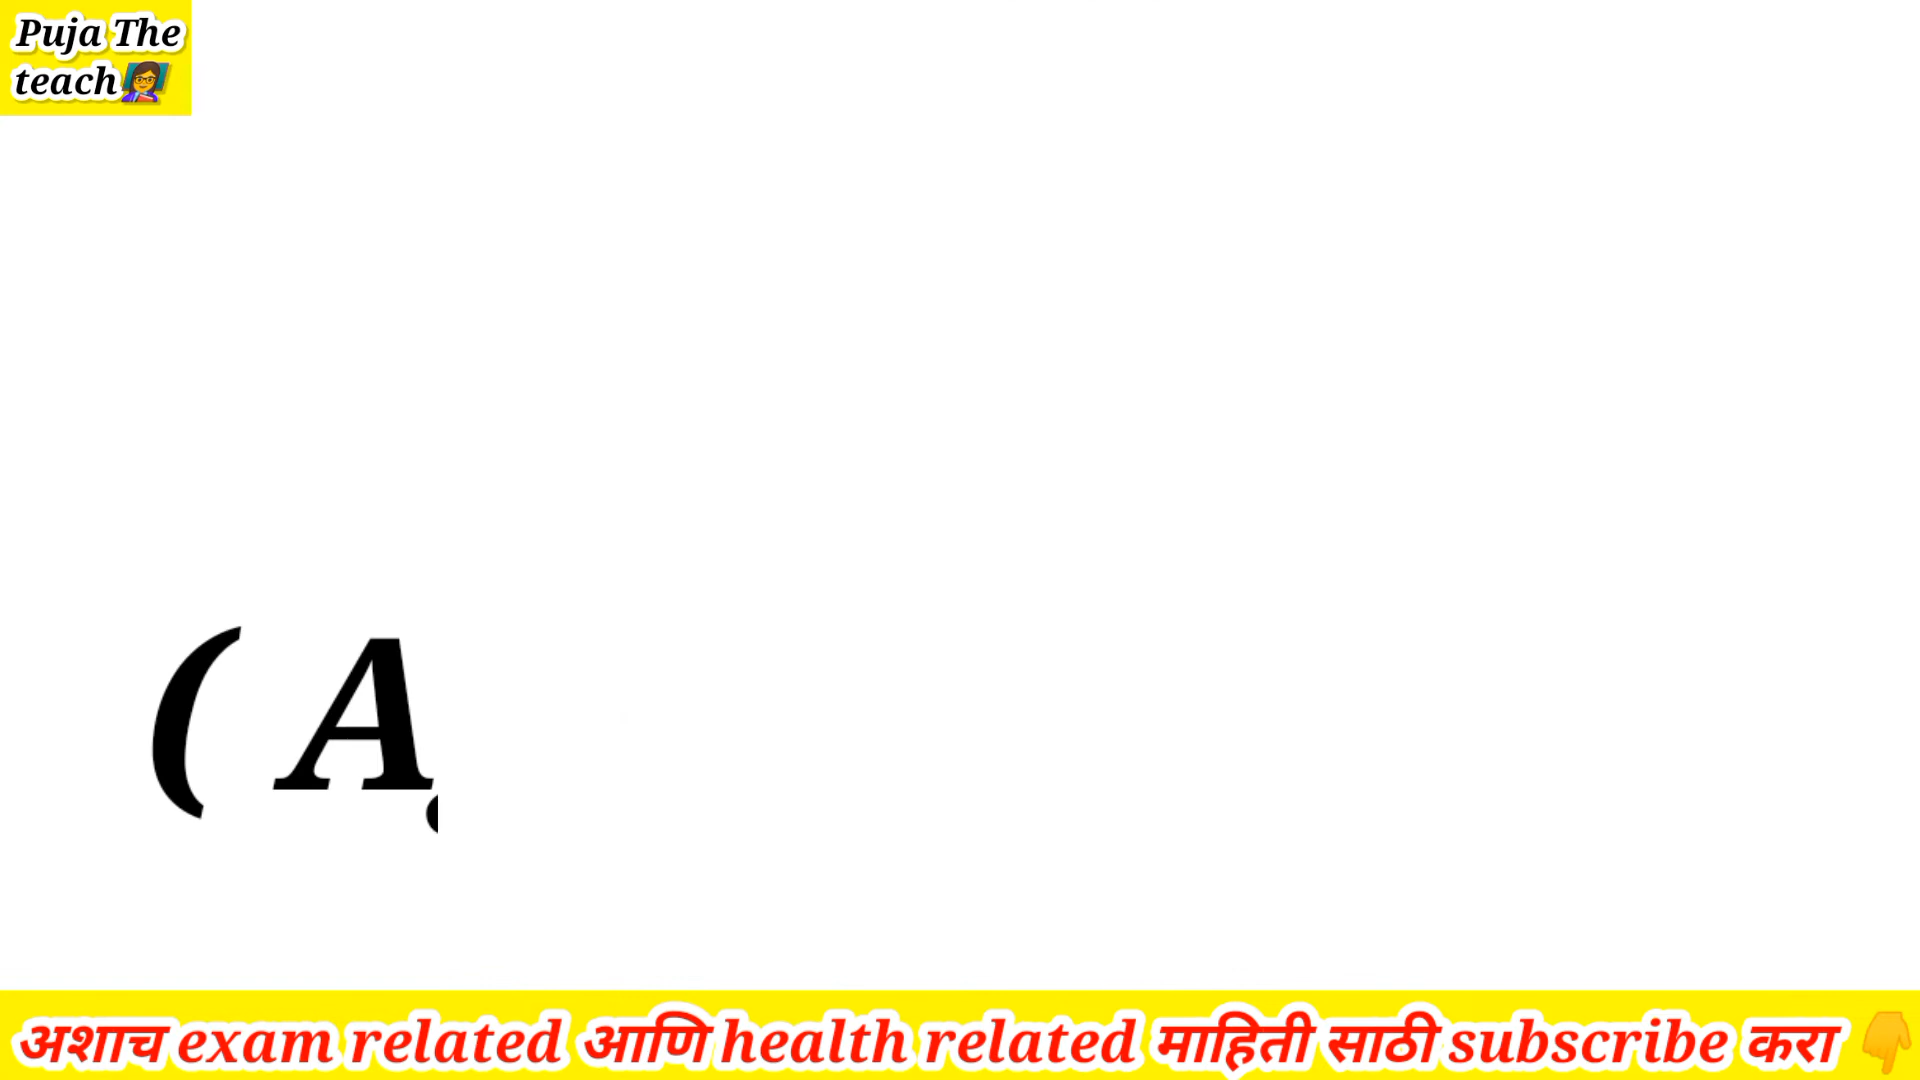 Puja The
teach
( A
अशाच exam related आणि health related माहिती साठी subscribe करा